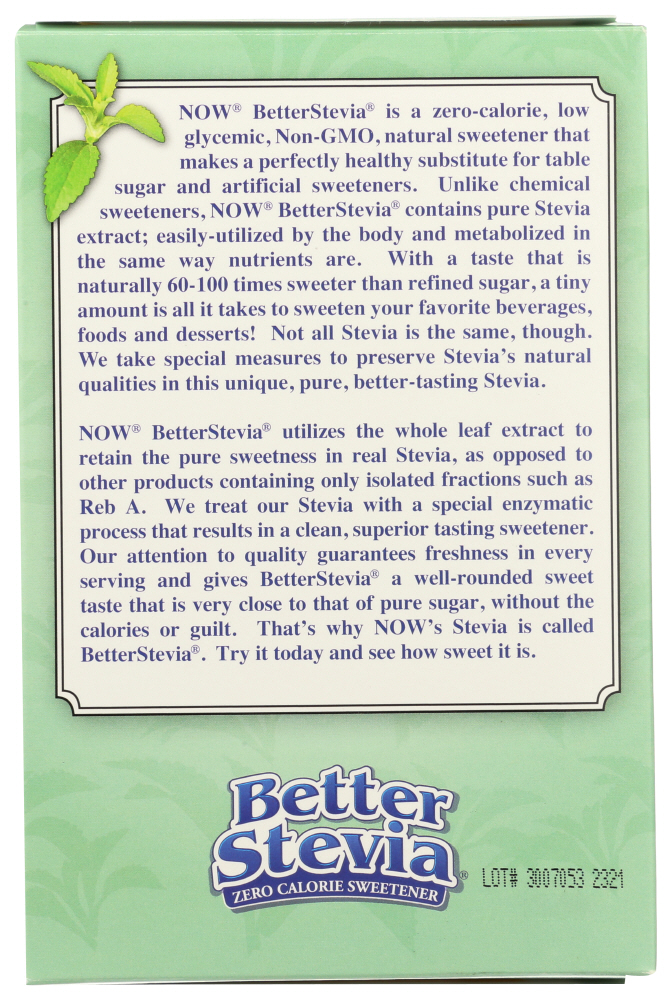 NOW® BetterStevia® is a zero-calorie, low
glycemic, Non-GMO, natural sweetener that
makes a perfectly healthy substitute for table
sugar and artificial sweeteners. Unlike chemical
sweeteners, NOW® BetterStevia® contains pure Stevia
extract; easily-utilized by the body and metabolized in
the same way nutrients are. With a taste that is
naturally 60-100 times sweeter than refined sugar, a tiny
amount is all it takes to sweeten your favorite beverages,
foods and desserts! Not all Stevia is the same, though.
We take special measures to preserve Stevia's natural
qualities in this unique, pure, better-tasting Stevia.
NOW® BetterStevia® utilizes the whole leaf extract to
retain the pure sweetness in real Stevia, as opposed to
other products containing only isolated fractions such as
Reb A. We treat our Stevia with a special enzymatic
process that results in a clean, superior tasting sweetener.
Our attention to quality guarantees freshness in every
serving and gives BetterStevia® a well-rounded sweet
taste that is very close to that of pure sugar, without the
calories or guilt. That's why NOW's Stevia is called
BetterStevia®. Try it today and see how sweet it is.
Better
Stevia®
ZERO CALORIE SWEETENER
LOT# 3007053 2321